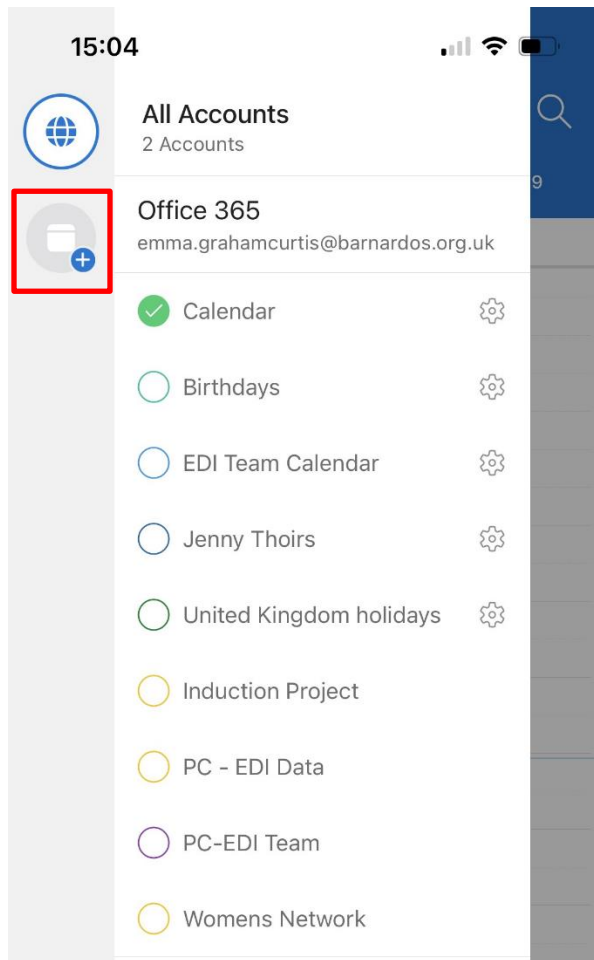 15:04
All Accounts
2 Accounts
9
Office 365
emma.grahamcurtis@barnardos.org.uk
Calendar
Birthdays
EDI Team Calendar
Jenny Thoirs
United Kingdom holidays
Induction Project
PC - EDI Data
PC-EDI Team
Womens Network